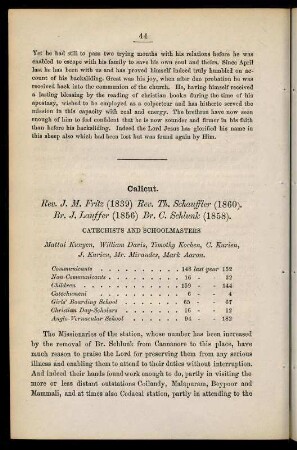 44
Yet he had still to pass two trying months with his relations before he was
enabled to escape with his family to save his own soul and theirs. Since April
last he has been with us and has proved himself indeed truly humbled on ac-
count of his backsliding. Great was his joy, when after due probation he was
received back into the communion of the church. He, having himself received
a lasting blessing by the reading of christian books during the time of his
apostasy, wished to be employed as a colporteur and has hitherto served the
mission in this capacity with zeal and energy. The brethren have now seen
enough of him to feel confident that he is now sounder and firmer in his faith
than before his backsliding. Indeed the Lord Jesus has glorified his name in
this sheep also which had been lost but was found again by Him.
Calicut.
Rev. J. M. Fritz (1839) Rev. Th. Schauffler (1860).
Br. J. Lauffer (1856) Br. C. Schlunk (1858).
CATECHISTS AND SCHOOLMASTERS
Mattai Kanyen, William Davis, Timothy Kochen, C. Kurien,
J. Kurien, Mr. Mirander, Mark Aaron.
Communicants - - - 148 last year 152
Non-Communicants - - 16 - 32
Children - - - 159 - 144
Catechumeni - - - 6 - 4
Girls' Boarding School - - 65 - 67
Christian Day-Scholars - - 16 - 12
Anglo Vernacular School - - 94 - 182
The Missionaries of the station, whose number has been increased
by the removal of Br. Schlunk from Cannanore to this place, have
much reason to praise the Lord for preserving them from any serious
illness and enabling them to attend to their duties without interruption.
And indeed their hands found work enough to do, partly in visiting the
more or less distant outstations Coilandy, Malapuram, Beypoor and
Mammali, and at times also Codacal station, partly in attending to the